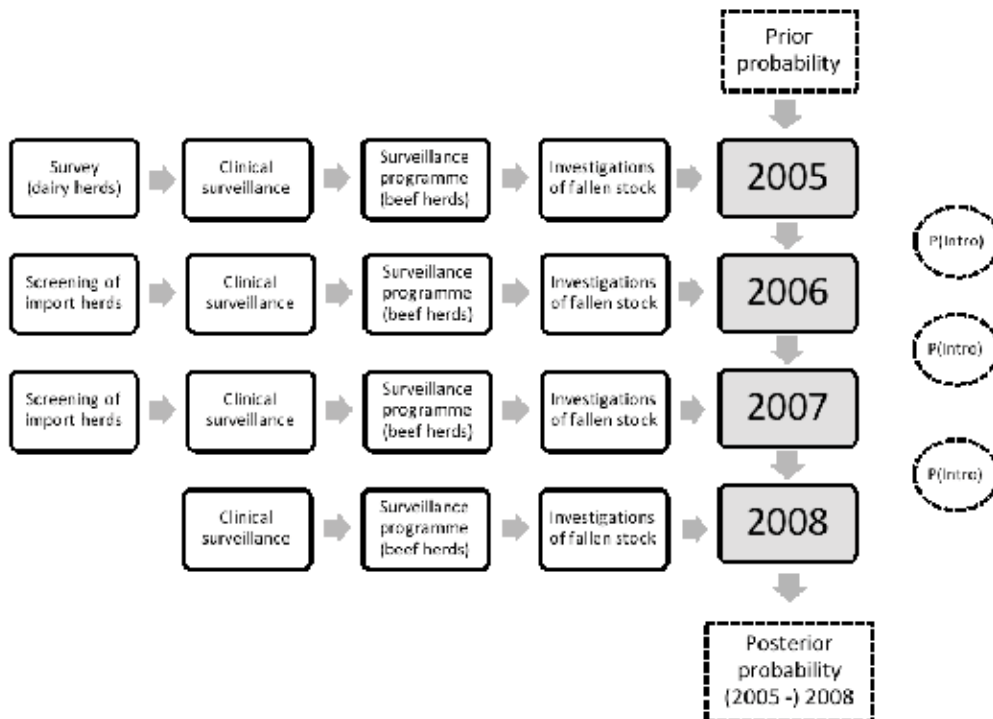 Prior
probability
Survey
(dairy herds)
Clinical
surveillance
Surveillance
programme
(beef herds)
Investigations
of fallen stock
2005
P(Intro)
Screening of
import herds
Clinical
surveillance
Surveillance
programme
(beef herds)
Investigations
of fallen stock
2006
P(Intro)
Screening of
import herds
Clinical
surveillance
Surveillance
programme
(beef herds)
Investigations
of fallen stock
2007
P(Intro)
Clinical
surveillance
Surveillance
programme
(beef herds)
Investigations
of fallen stock
2008
Posterior
probability
(2005 -) 2008